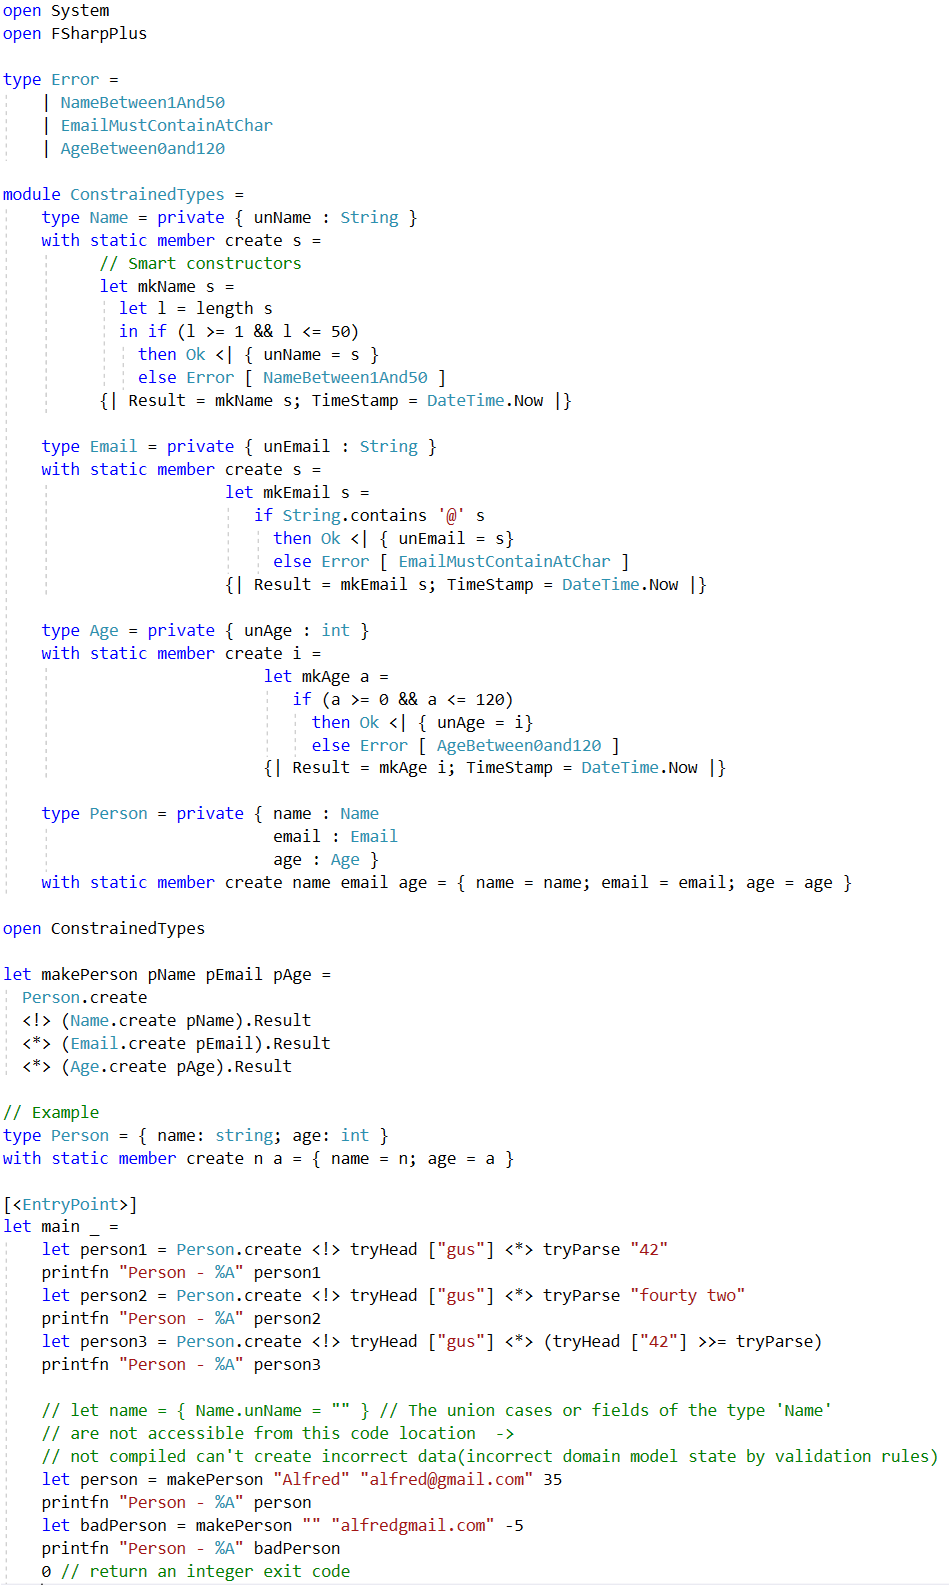 open System
open FSharpPlus

type Error =
    | NameBetween1And50
    | EmailMustContainAtChar
    | AgeBetween0and120

module ConstrainedTypes =
    type Name = private { unName : String }
    with static member create s =
          // Smart constructors
          let mkName s =
            let l = length s
            in if (l >= 1 && l <= 50)
              then Ok <| { unName = s }
              else Error [ NameBetween1And50 ]
          {| Result = mkName s; TimeStamp = DateTime.Now |}

    type Email = private { unEmail : String }
    with static member create s =
                       let mkEmail s =
                          if String.contains '@' s
                            then Ok <| { unEmail = s}
                            else Error [ EmailMustContainAtChar ]
                       {| Result = mkEmail s; TimeStamp = DateTime.Now |}

    type Age = private { unAge : int }
    with static member create i =
                           let mkAge a =
                              if (a >= 0 && a <= 120)
                                then Ok <| { unAge = i}
                                else Error [ AgeBetween0and120 ]
                           {| Result = mkAge i; TimeStamp = DateTime.Now |}

    type Person = private { name : Name
                            email : Email
                            age : Age }
    with static member create name email age = { name = name; email = email; age = age }

open ConstrainedTypes

let makePerson pName pEmail pAge =
  Person.create
  <!> (Name.create pName).Result
  <*> (Email.create pEmail).Result
  <*> (Age.create pAge).Result

// Example
type Person = { name: string; age: int }
with static member create n a = { name = n; age = a }

[<EntryPoint>]
let main _ =
    let person1 = Person.create <!> tryHead ["gus"] <*> tryParse "42"
    printfn "Person - %A" person1
    let person2 = Person.create <!> tryHead ["gus"] <*> tryParse "fourty two"
    printfn "Person - %A" person2
    let person3 = Person.create <!> tryHead ["gus"] <*> (tryHead ["42"] >>= tryParse)
    printfn "Person - %A" person3

    // let name = { Name.unName = "" } // The union cases or fields of the type 'Name'
    // are not accessible from this code location  ->
    // not compiled can't create incorrect data(incorrect domain model state by validation rules)
    let person = makePerson "Alfred" "alfred@gmail.com" 35
    printfn "Person - %A" person
    let badPerson = makePerson "" "alfredgmail.com" -5
    printfn "Person - %A" badPerson
    0 // return an integer exit code